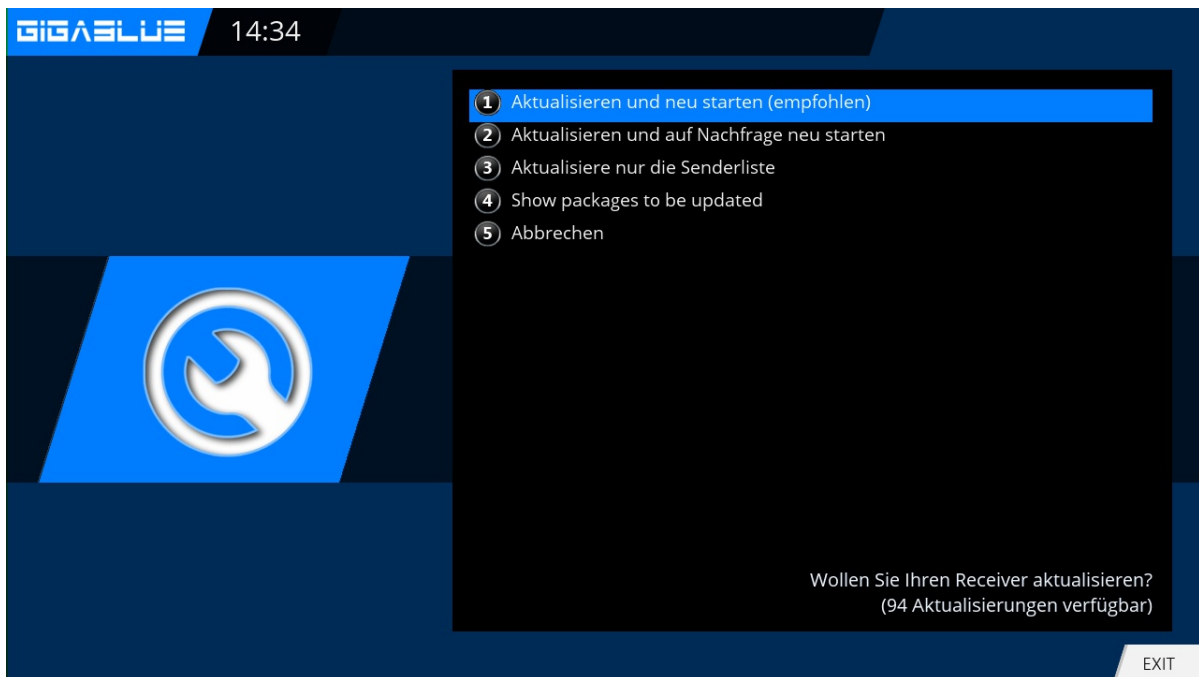 GIGABLUE
14:34
1 Aktualisieren und neu starten (empfohlen)
2 Aktualisieren und auf Nachfrage neu starten
3 Aktualisiere nur die Senderliste
4 Show packages to be updated
5 Abbrechen
Wollen Sie Ihren Receiver aktualisieren?
(94 Aktualisierungen verfügbar)
EXIT